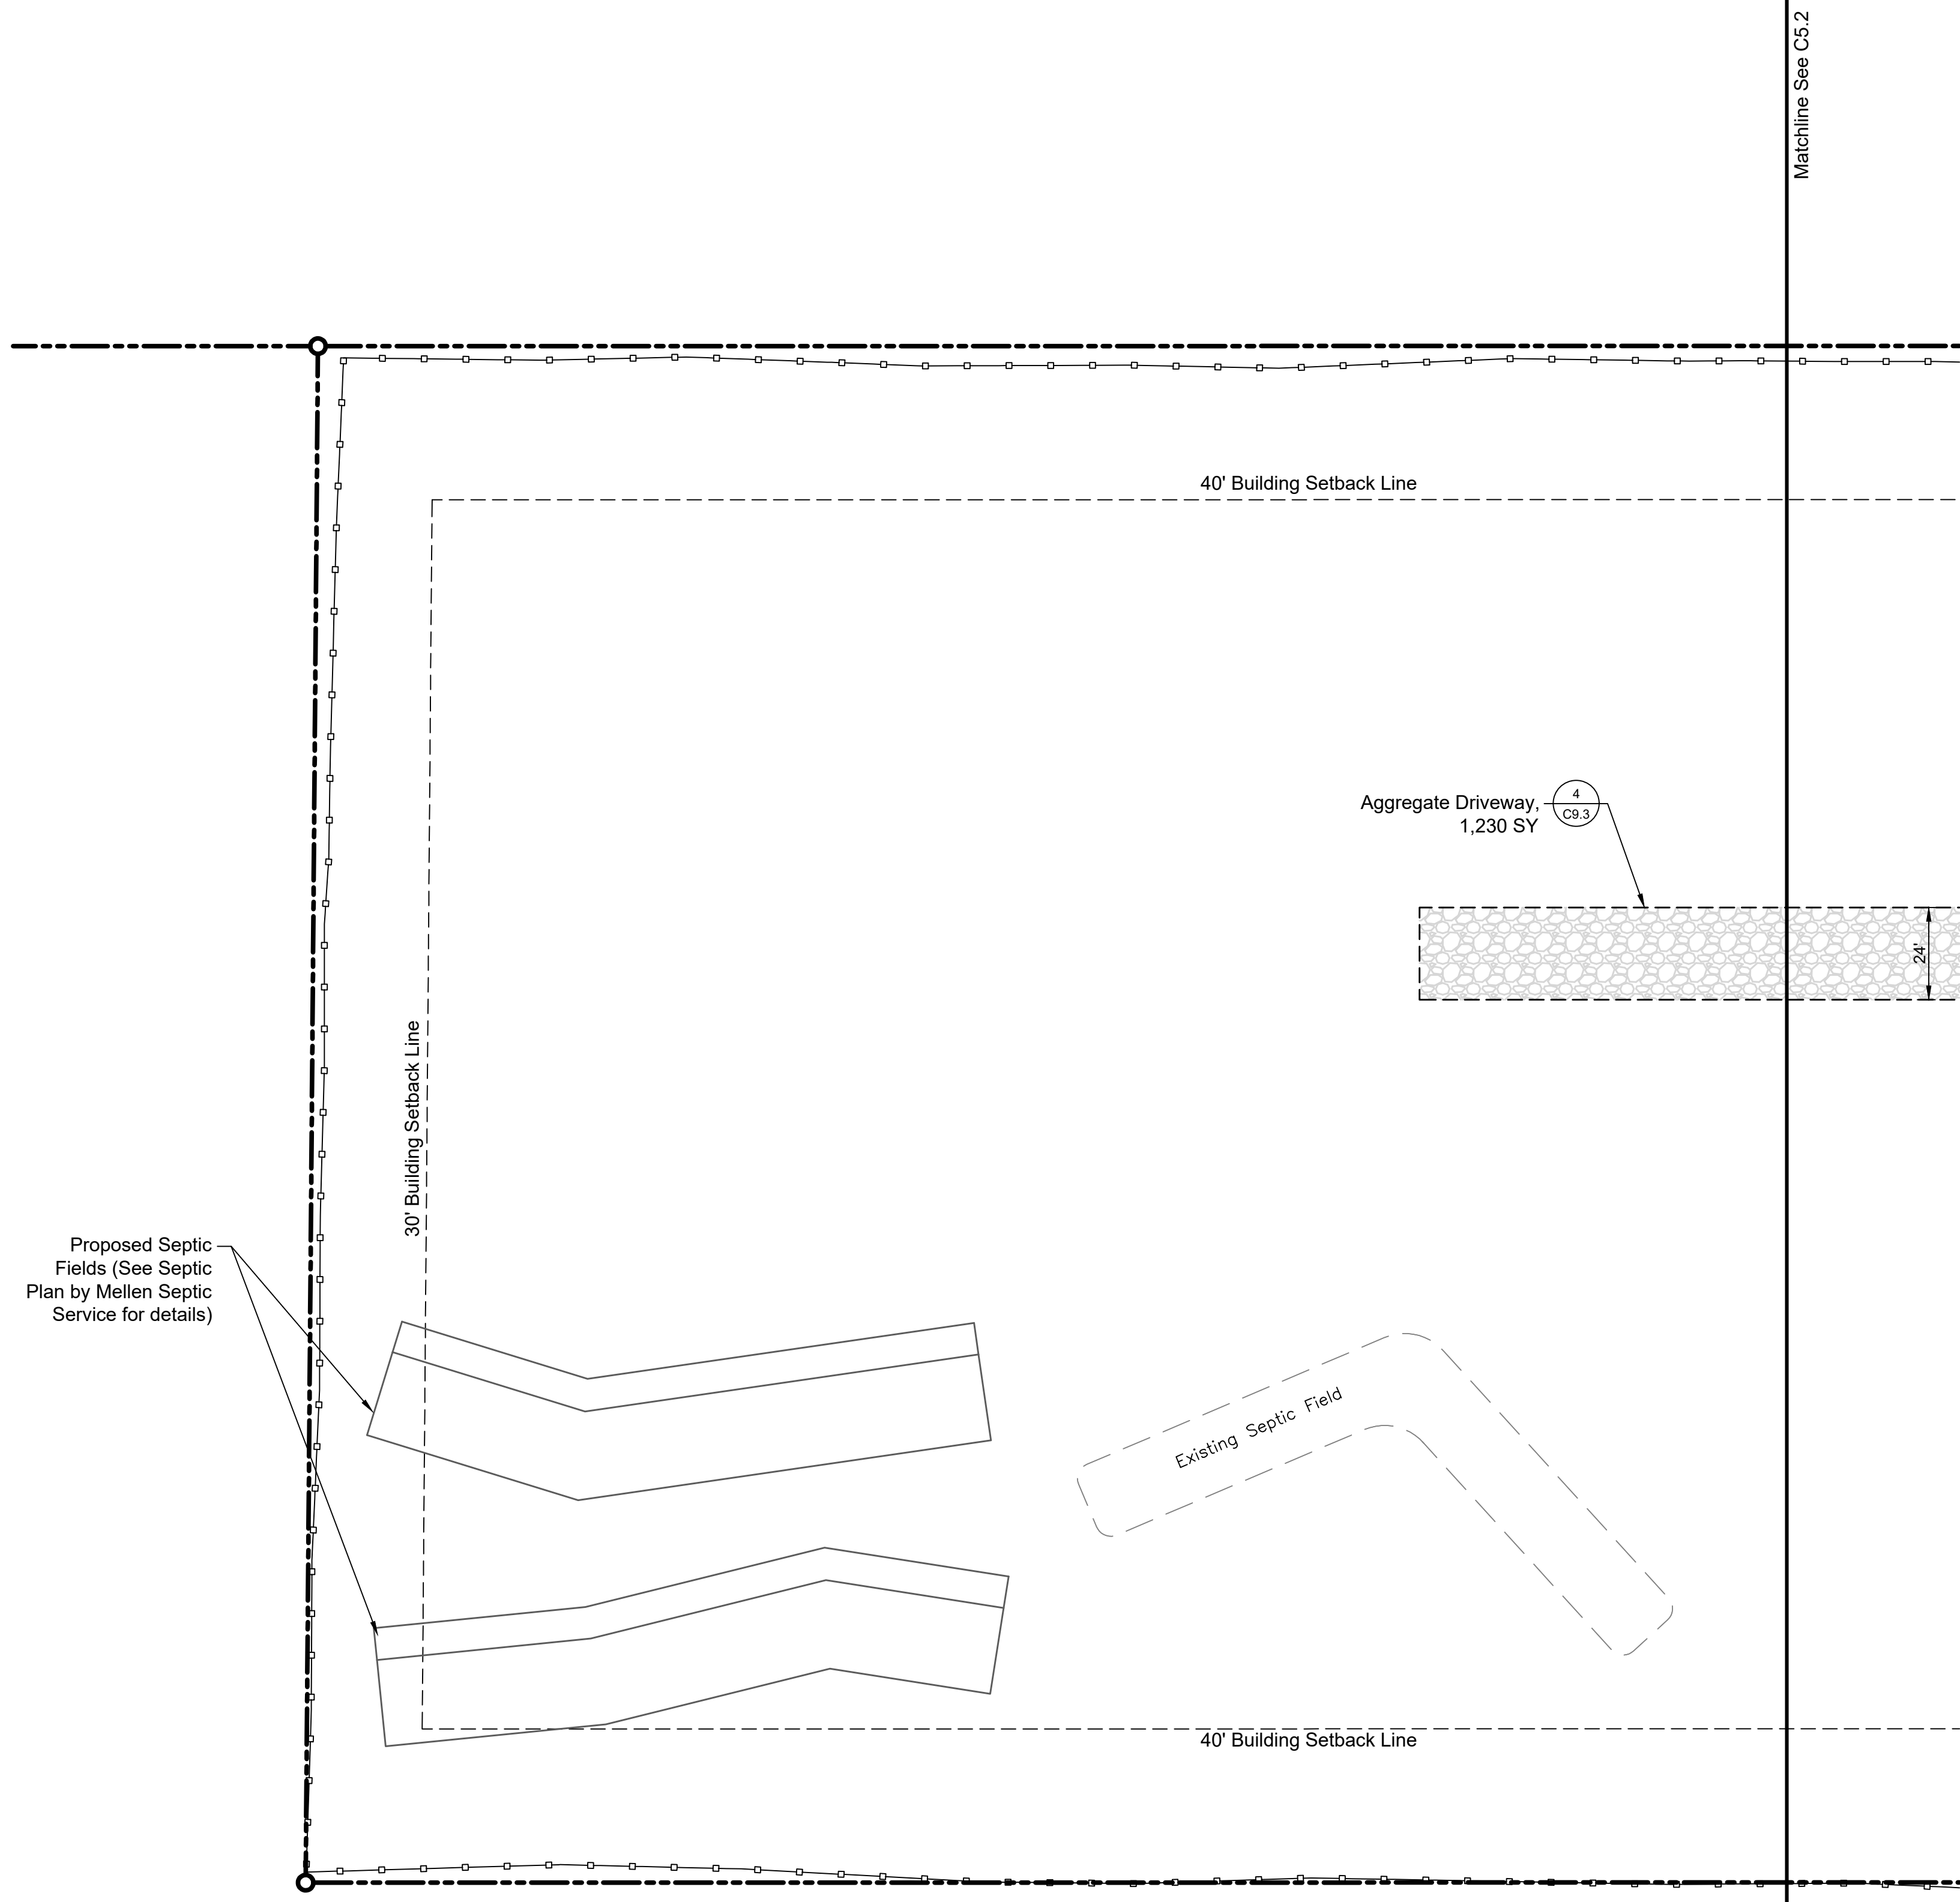 Matchline See C5.2
40' Building Setback Line
Aggregate Driveway,
1,230 SY
4
C9.3
24'
30' Building Setback Line
Proposed Septic
Fields (See Septic
Plan by Mellen Septic
Service for details)
Existing Septic Field
40' Building Setback Line